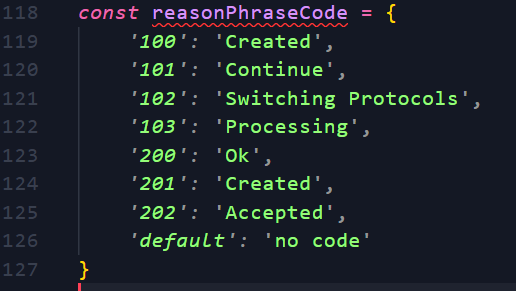 118 const reasonPhraseCode = {
119 '100': 'Created',
120 '101': 'Continue',
121 '102': 'Switching Protocols',
122 '103': 'Processing',
123 '200': 'Ok',
124 '201': 'Created',
125 '202': 'Accepted',
126 'default': 'no code'
127 }